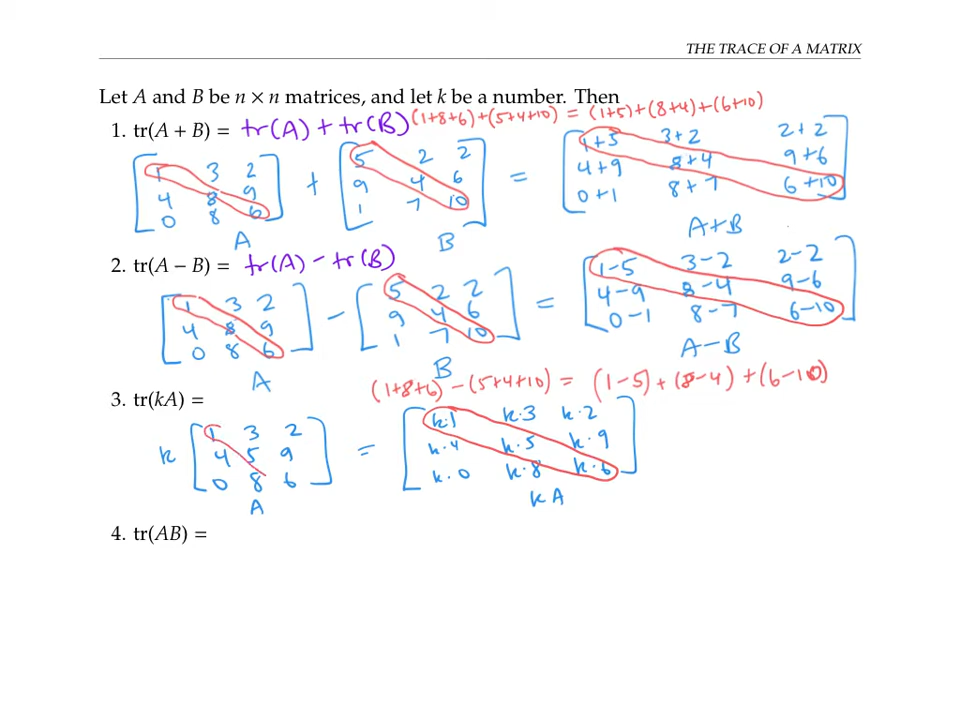 THE TRACE OF A MATRIX
Let A and B be n × n matrices, and let k be a number. Then
1. tr(A + B) = tr(A) + tr(B) (1+8+6)+(5+4+10) = (1+5)+(8+4)+(6+10)
1 3 2 5 2 2 1+5 3+2 2+2
4 8 9 + 9 4 6 = 4+9 8+4 9+6
0 8 6 1 7 10 0+1 8+7 6+10
A B A+B
2. tr(A − B) = tr(A) − tr(B)
1 3 2 5 2 2 1-5 3-2 2-2
4 8 9 − 9 4 6 = 4-9 8-4 9-6
0 8 6 1 7 10 0-1 8-7 6-10
A B A-B
(1+8+6) - (5+4+10) = (1-5) + (8-4) + (6-10)
3. tr(kA) =
1 3 2 k·1 k·3 k·2
k 4 5 9 = k·4 k·5 k·9
0 8 6 k·0 k·8 k·6
A kA
4. tr(AB) =